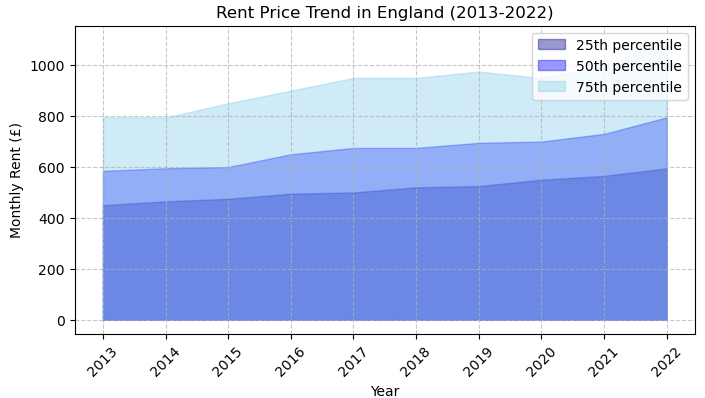 Rent Price Trend in England (2013-2022)
25th percentile
50th percentile
75th percentile
Monthly Rent (£)
1000
800
600
400
200
0
2013
2014
2015
2016
2017
2018
2019
2020
2021
2022
Year